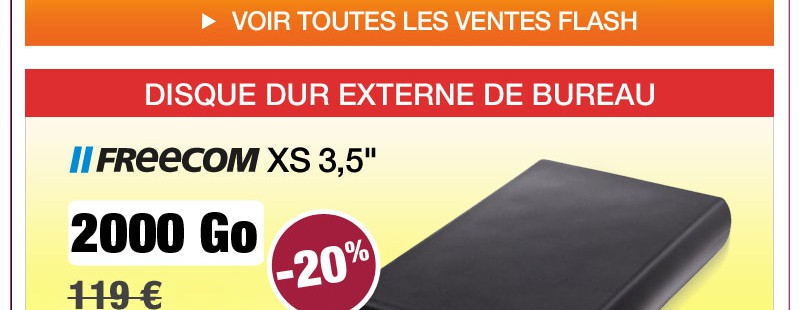 ► VOIR TOUTES LES VENTES FLASH
DISQUE DUR EXTERNE DE BUREAU
FREECOM XS 3,5"
2000 Go
-20%
119 €